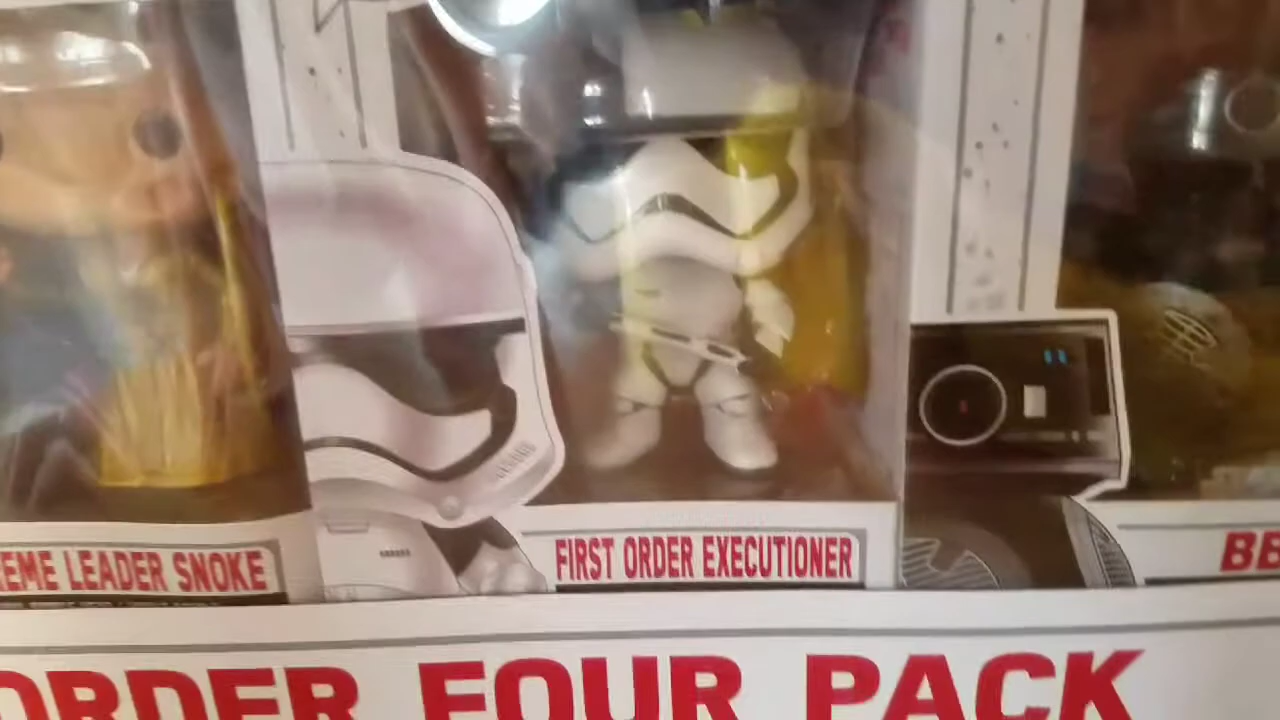 EME LEADER SNOKE
FIRST ORDER EXECUTIONER
BB
ORDER FOUR PACK